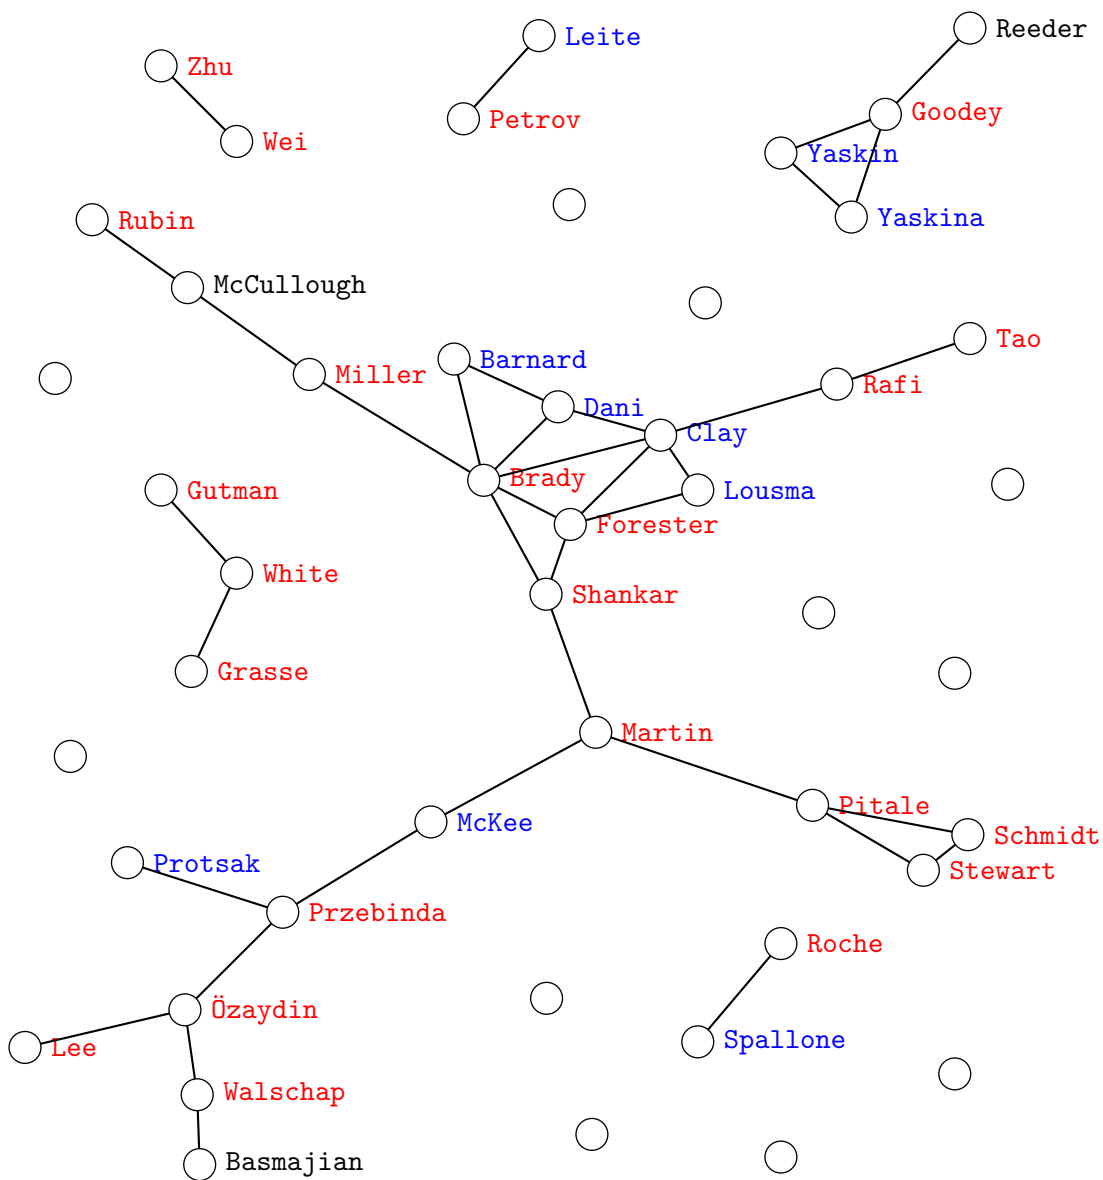 Reeder
Leite
Zhu
Goodey
Petrov
Wei
Yaskin
Yaskina
Rubin
McCullough
Tao
Barnard
Miller
Rafi
Dani
Clay
Brady
Gutman
Lousma
Forester
White
Shankar
Grasse
Martin
Pitale
McKee
Schmidt
Protsak
Stewart
Przebinda
Roche
Özaydin
Spallone
Lee
Walschap
Basmajian